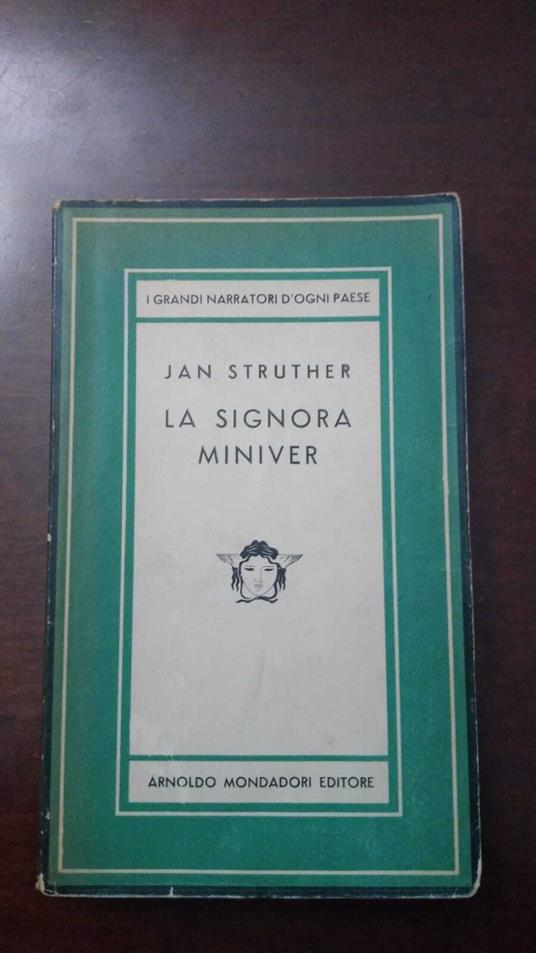 I GRANDI NARRATORI D'OGNI PAESE
JAN STRUTHER
LA SIGNORA
MINIVER
ARNOLDO MONDADORI EDITORE